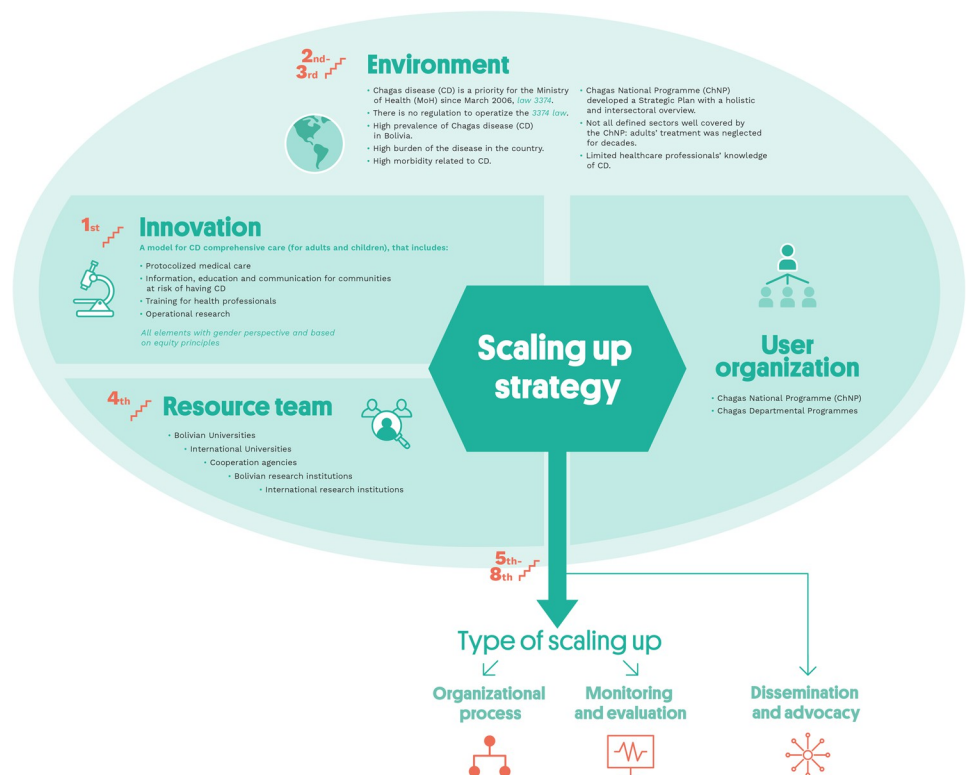 2nd-
3rd
Environment
• Chagas disease (CD) is a priority for the Ministry
of Health (MoH) since March 2006, law 3374.
• There is no regulation to operatize the 3374 law.
• High prevalence of Chagas disease (CD)
in Bolivia.
• High burden of the disease in the country.
• High morbidity related to CD.
• Chagas National Programme (ChNP)
developed a Strategic Plan with a holistic
and intersectoral overview.
• Not all defined sectors well covered by
the ChNP: adults' treatment was neglected
for decades.
• Limited healthcare professionals' knowledge
of CD.
1st
Innovation
A model for CD comprehensive care (for adults and children), that includes:
• Protocolized medical care
• Information, education and communication for communities
at risk of having CD
• Training for health professionals
• Operational research
All elements with gender perspective and based
on equity principles
Scaling up
strategy
User
organization
• Chagas National Programme (ChNP)
• Chagas Departmental Programmes
4th
Resource team
• Bolivian Universities
• International Universities
• Cooperation agencies
• Bolivian research institutions
• International research institutions
5th-
8th
Type of scaling up
Organizational
process
Monitoring
and evaluation
Dissemination
and advocacy